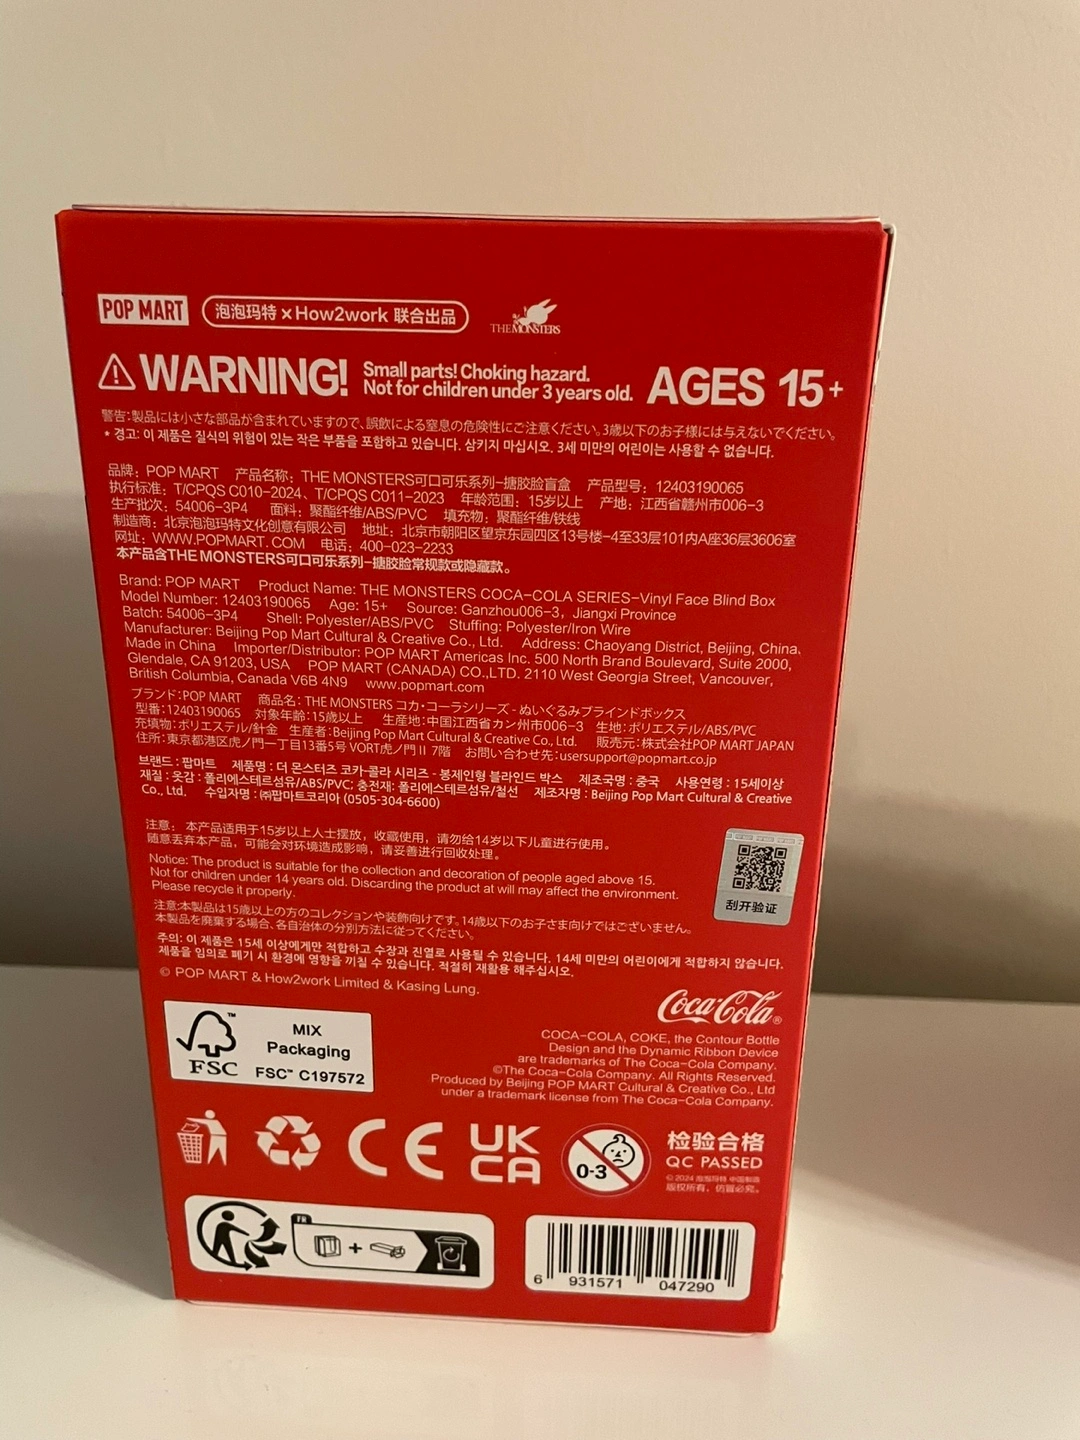 POP MART
泡泡玛特×How2work 联合出品
THE MONSTERS
WARNING!
Small parts! Choking hazard.
Not for children under 3 years old.
AGES 15+
警告:製品には小さな部品が含まれていますので、誤飲による窒息の危険性にご注意ください。3歳以下のお子様には与えないでください。
* 경고: 이 제품은 질식의 위험이 있는 작은 부품을 포함하고 있습니다. 삼키지 마십시오. 3세 미만의 어린이는 사용할 수 없습니다.
品牌: POP MART 产品名称: THE MONSTERS可口可乐系列-搪胶脸盲盒 产品型号: 12403190065
执行标准: T/CPQS C010-2024、T/CPQS C011-2023 年龄范围: 15岁以上 产地: 江西省赣州市006-3
生产批次: 54006-3P4 面料: 聚酯纤维/ABS/PVC 填充物: 聚酯纤维/铁线
制造商: 北京泡泡玛特文化创意有限公司 地址: 北京市朝阳区望京东园四区13号楼-4至33层101内A座36层3606室
网址: WWW.POPMART.COM 电话: 400-023-2233
本产品含THE MONSTERS可口可乐系列-搪胶脸常规款或隐藏款。
Brand: POP MART Product Name: THE MONSTERS COCA-COLA SERIES-Vinyl Face Blind Box
Model Number: 12403190065 Age: 15+ Source: Ganzhou006-3, Jiangxi Province
Batch: 54006-3P4 Shell: Polyester/ABS/PVC Stuffing: Polyester/Iron Wire
Manufacturer: Beijing Pop Mart Cultural & Creative Co., Ltd. Address: Chaoyang District, Beijing, China.
Made in China Importer/Distributor: POP MART Americas Inc. 500 North Brand Boulevard, Suite 2000,
Glendale, CA 91203, USA POP MART (CANADA) CO.,LTD. 2110 West Georgia Street, Vancouver,
British Columbia, Canada V6B 4N9 www.popmart.com
ブランド:POP MART 商品名: THE MONSTERS コカ・コーラシリーズ - ぬいぐるみブラインドボックス
型番:12403190065 対象年齢:15歳以上 生産地:中国江西省カン州市006-3 生地:ポリエステル/ABS/PVC
充填物:ポリエステル/針金 生産者:Beijing Pop Mart Cultural & Creative Co., Ltd. 販売元:株式会社POP MART JAPAN
住所:東京都港区虎ノ門一丁目13番5号 VORT虎ノ門 II 7階 お問い合わせ先:usersupport@popmart.co.jp
브랜드 : 팝마트 제품명 : 더 몬스터즈 코카-콜라 시리즈 - 봉제인형 블라인드 박스 제조국명 : 중국 사용연령 : 15세이상
재질 : 옷감 : 폴리에스테르섬유/ABS/PVC; 충전재: 폴리에스테르섬유/철선 제조자명 : Beijing Pop Mart Cultural & Creative
Co., Ltd. 수입자명 : ㈜팝마트코리아 (0505-304-6600)
注意: 本产品适用于15岁以上人士摆放，收藏使用，请勿给14岁以下儿童进行使用。
随意丢弃本产品，可能会对环境造成影响，请妥善进行回收处理。
Notice: The product is suitable for the collection and decoration of people aged above 15.
Not for children under 14 years old. Discarding the product at will may affect the environment.
Please recycle it properly.
注意:本製品は15歳以上の方のコレクションや装飾向けです。14歳以下のお子さま向けではございません。
本製品を廃棄する場合、各自治体の分別方法に従ってください。
주의: 이 제품은 15세 이상에게만 적합하고 수장과 진열로 사용될 수 있습니다. 14세 미만의 어린이에게 적합하지 않습니다.
제품을 임의로 폐기 시 환경에 영향을 끼칠 수 있습니다. 적절히 재활용 해주십시오.
© POP MART & How2work Limited & Kasing Lung.
刮开验证
FSC™
MIX
Packaging
FSC™ C197572
Coca-Cola®
COCA-COLA, COKE, the Contour Bottle
Design and the Dynamic Ribbon Device
are trademarks of The Coca-Cola Company.
©The Coca-Cola Company. All Rights Reserved.
Produced by Beijing POP MART Cultural & Creative Co., Ltd
under a trademark license from The Coca-Cola Company.
CE
UK
CA
0-3
检验合格
QC PASSED
© 2024 泡泡玛特 中国制造
版权所有，仿冒必究。
FR
+
6 931571 047290